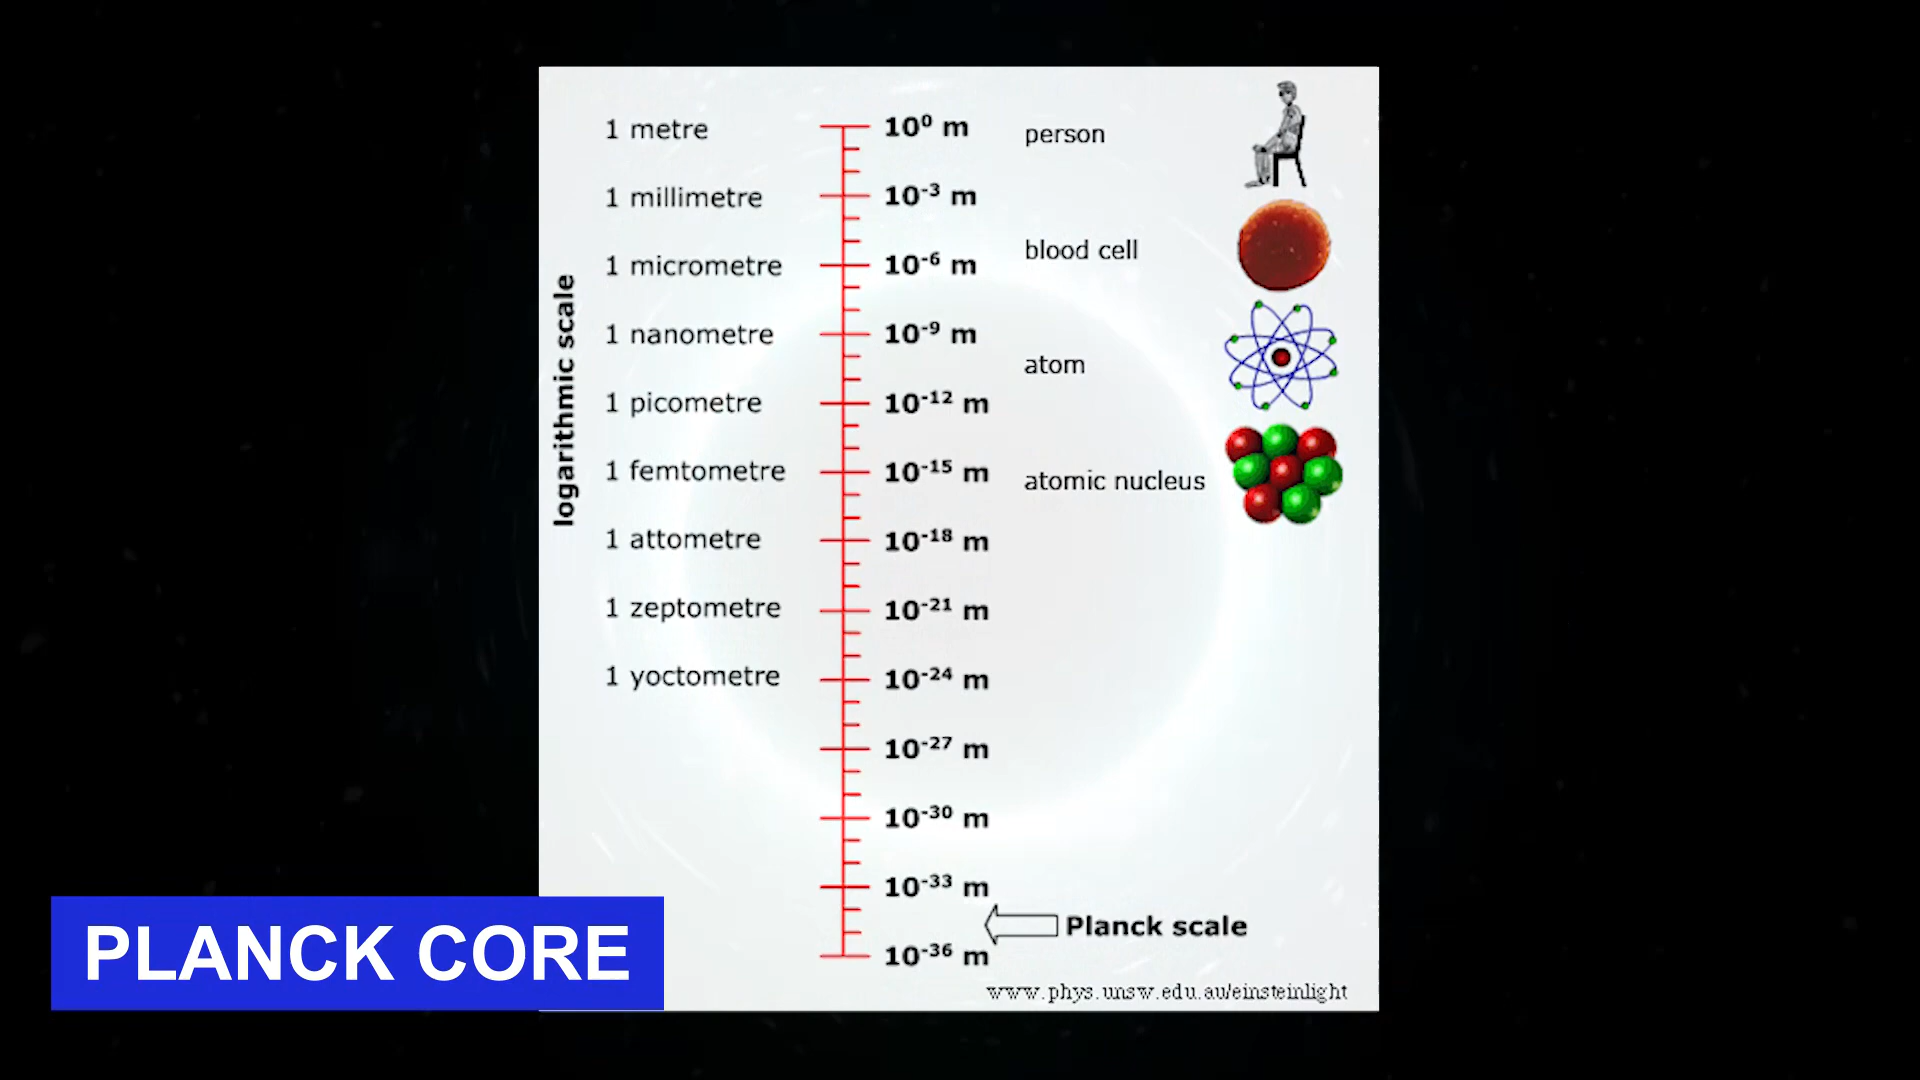 1 metre 10⁰ m person
1 millimetre 10⁻³ m
blood cell
1 micrometre 10⁻⁶ m
1 nanometre 10⁻⁹ m
atom
1 picometre 10⁻¹² m
1 femtometre 10⁻¹⁵ m
atomic nucleus
1 attometre 10⁻¹⁸ m
1 zeptometre 10⁻²¹ m
1 yoctometre 10⁻²⁴ m
10⁻²⁷ m
10⁻³⁰ m
10⁻³³ m
Planck scale
10⁻³⁶ m
logarithmic scale
www.phys.unsw.edu.au/einsteinlight
PLANCK CORE